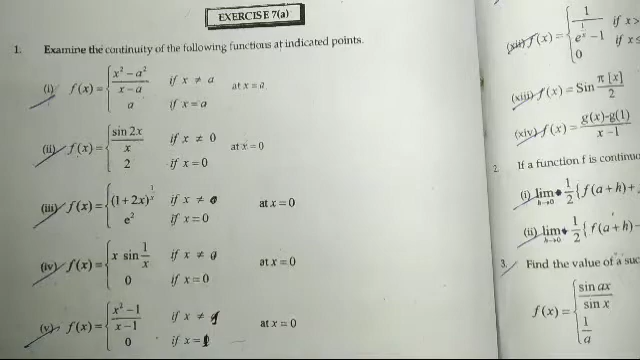 EXERCISE 7(a)
1. Examine the continuity of the following functions at indicated points.
(i) f(x) = { (x² − a²)/(x − a) if x ≠ a at x = a
a if x = a
(ii) f(x) = { sin 2x / x if x ≠ 0 at x = 0
2 if x = 0
(iii) f(x) = { (1 + 2x)^(1/x) if x ≠ 0 at x = 0
e² if x = 0
(iv) f(x) = { x sin 1/x if x ≠ 0 at x = 0
0 if x = 0
(v) f(x) = { (x² − 1)/(x − 1) if x ≠ 1 at x = 0
0 if x = 1
(xii) f(x) = { 1/(e^(1/x) − 1) if x >
0 if x ≤
(xiii) f(x) = Sin π [x] / 2
(xiv) f(x) = (g(x)-g(1))/(x − 1)
2. If a function f is
(i) lim h→0 1/2 {f(a + h) +
(ii) lim h→0 1/2 {f(a + h) −
3. Find the value of a
f(x) = { sin ax / sin x
1/a